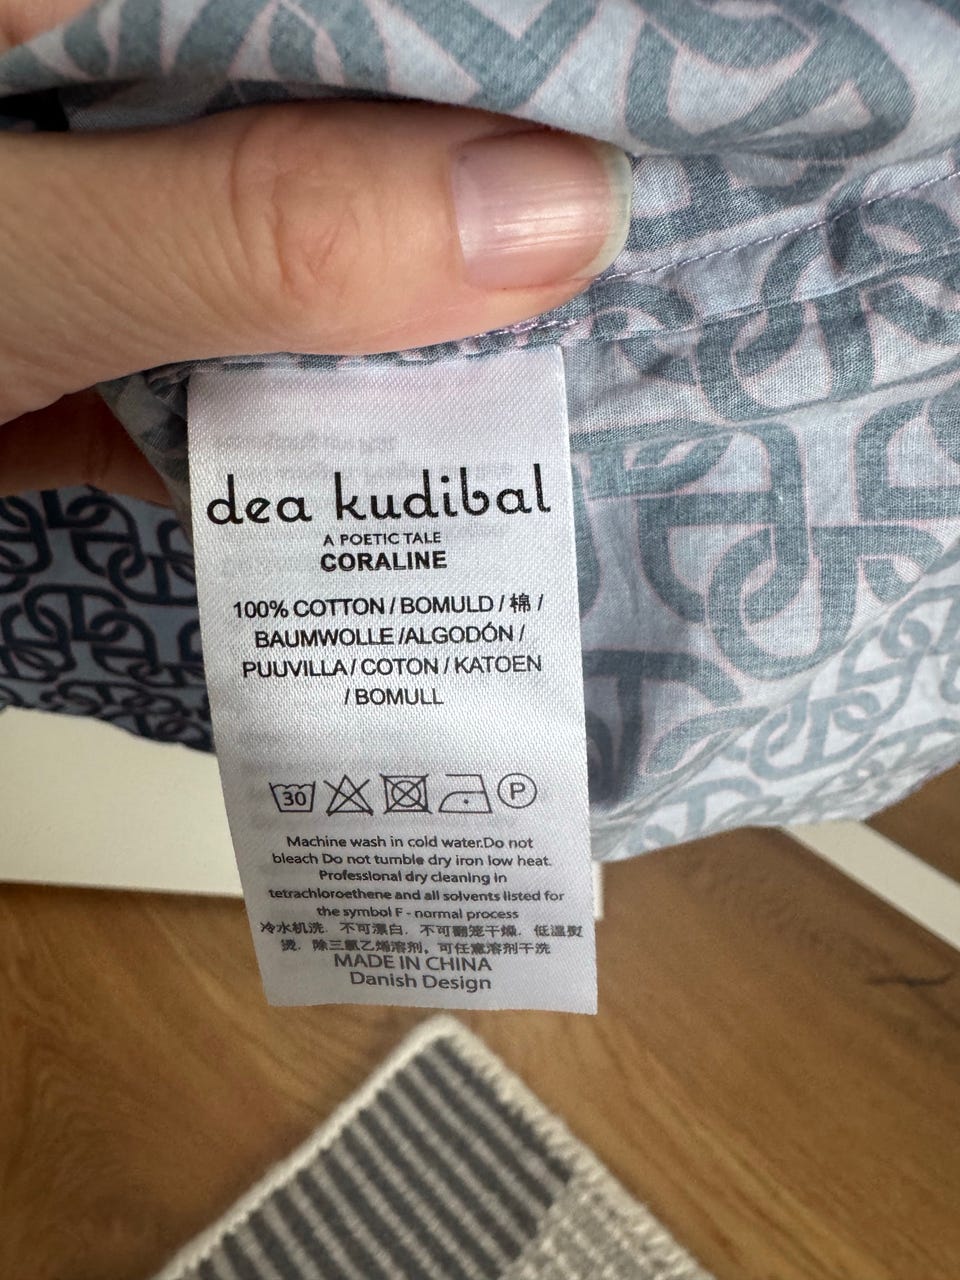 dea kudibal
A POETIC TALE
CORALINE
100% COTTON / BOMULD / 棉 /
BAUMWOLLE /ALGODÓN /
PUUVILLA / COTON / KATOEN
/ BOMULL
30 P
Machine wash in cold water.Do not
bleach Do not tumble dry iron low heat.
Professional dry cleaning in
tetrachloroethene and all solvents listed for
the symbol F - normal process
冷水机洗. 不可漂白. 不可翻笼干燥. 低温熨
烫. 除三氯乙烯溶剂, 可任意溶剂干洗
MADE IN CHINA
Danish Design